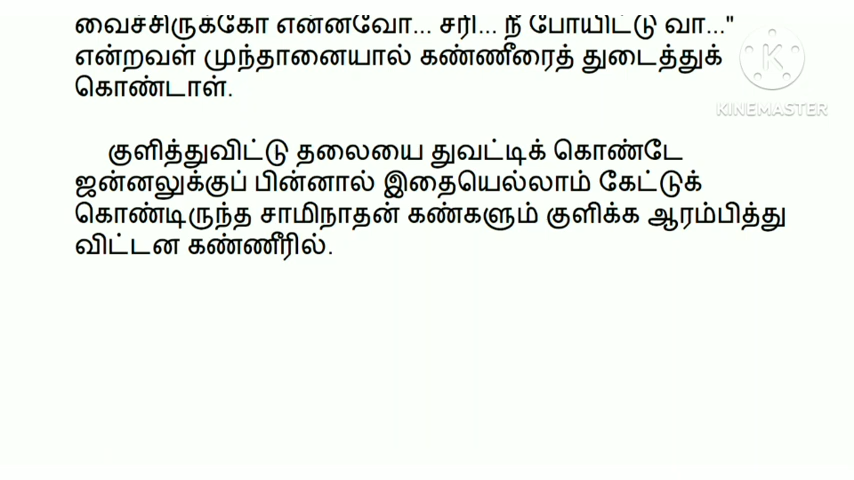 வைச்சிருக்கோ என்னவோ... சரி... நீ போயிட்டு வா..."
என்றவள் முந்தானையால் கண்ணீரைத் துடைத்துக்
கொண்டாள்.
குளித்துவிட்டு தலையை துவட்டிக் கொண்டே
ஜன்னலுக்குப் பின்னால் இதையெல்லாம் கேட்டுக்
கொண்டிருந்த சாமிநாதன் கண்களும் குளிக்க ஆரம்பித்து
விட்டன கண்ணீரில்.
K
KINEMASTER